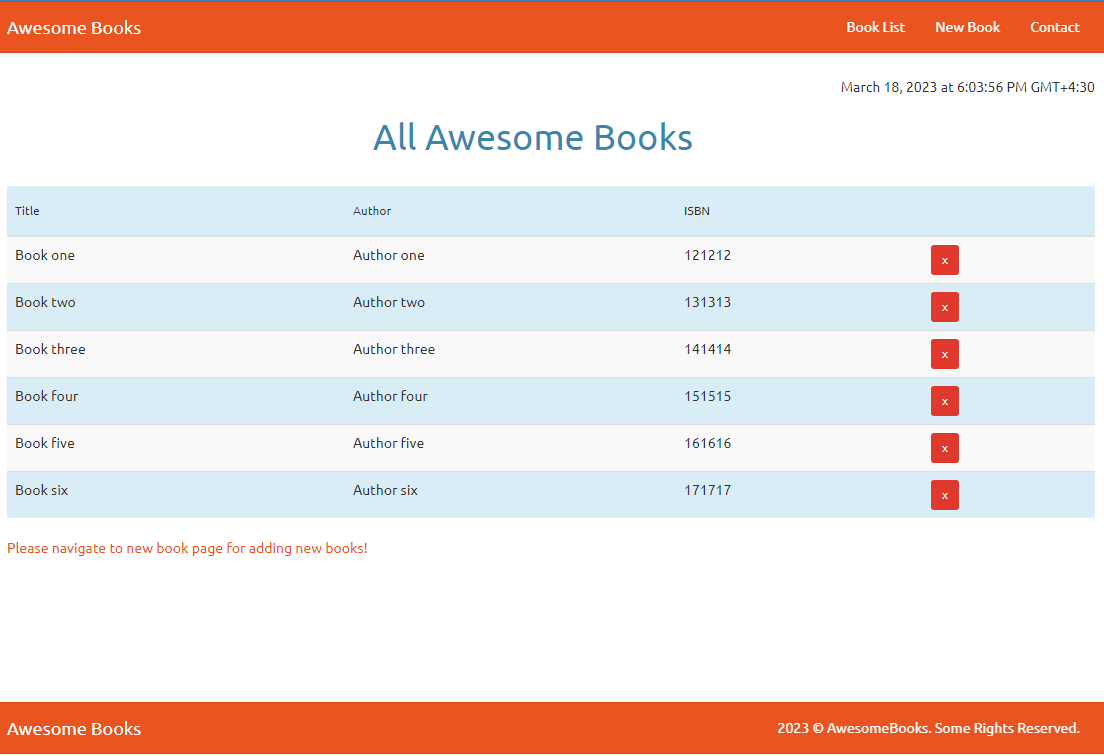 Awesome Books Book List New Book Contact
March 18, 2023 at 6:03:56 PM GMT+4:30
All Awesome Books
Title Author ISBN
Book one Author one 121212 x
Book two Author two 131313 x
Book three Author three 141414 x
Book four Author four 151515 x
Book five Author five 161616 x
Book six Author six 171717 x
Please navigate to new book page for adding new books!
Awesome Books 2023 © AwesomeBooks. Some Rights Reserved.